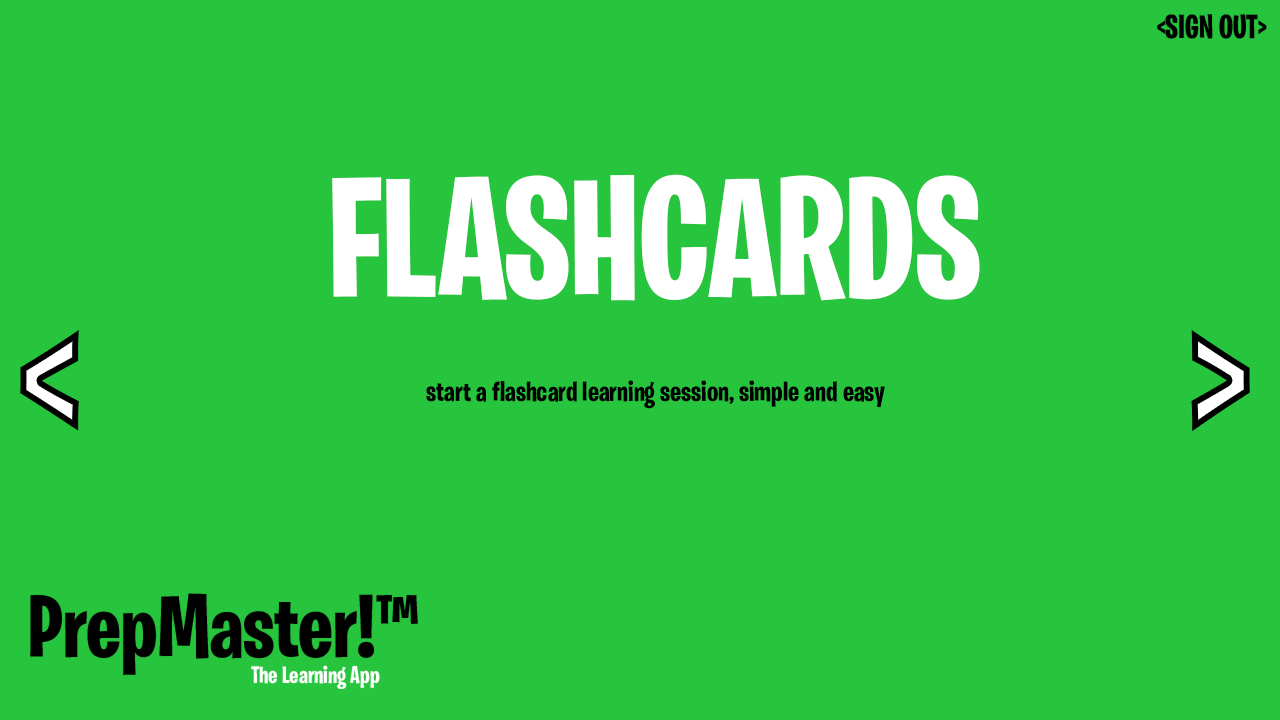 <SIGN OUT>
FLASHCARDS
< >
start a flashcard learning session, simple and easy
PrepMaster!™
The Learning App